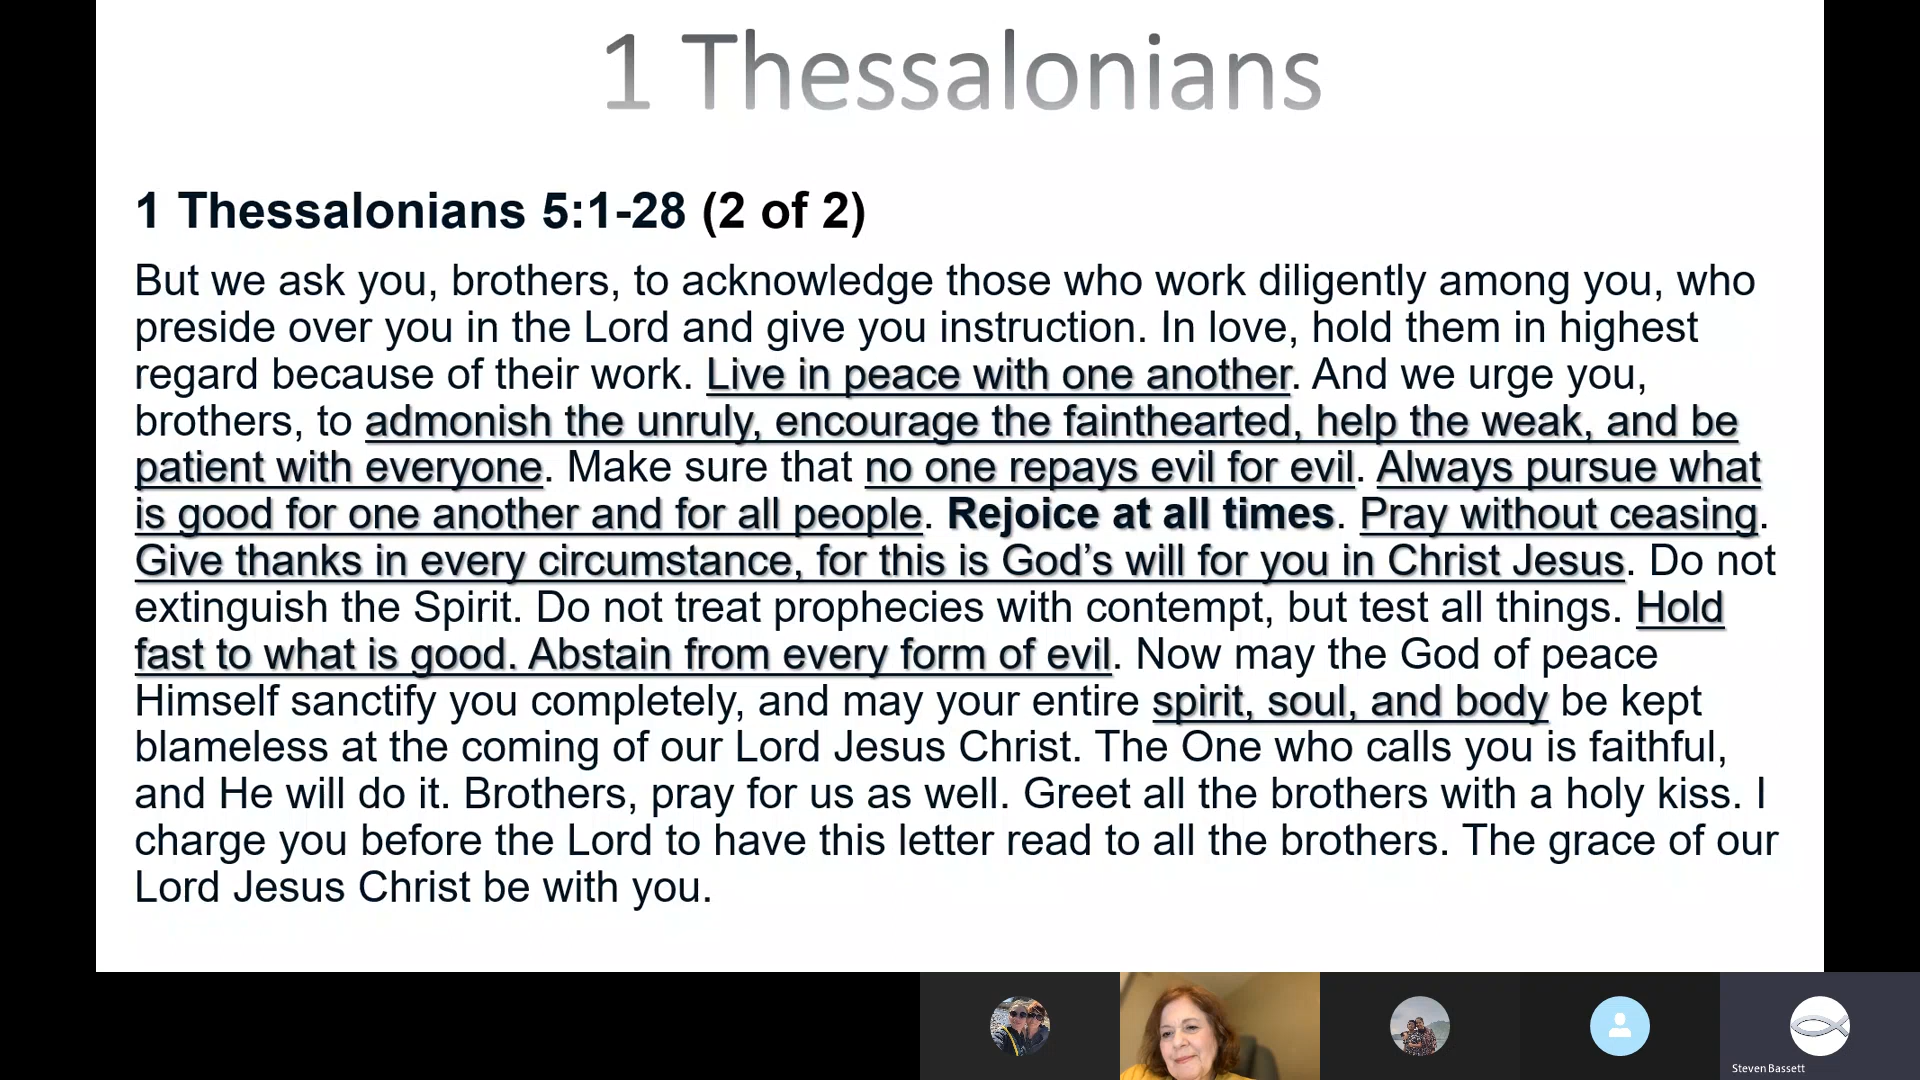 1 Thessalonians
1 Thessalonians 5:1-28 (2 of 2)
But we ask you, brothers, to acknowledge those who work diligently among you, who
preside over you in the Lord and give you instruction. In love, hold them in highest
regard because of their work. Live in peace with one another. And we urge you,
brothers, to admonish the unruly, encourage the fainthearted, help the weak, and be
patient with everyone. Make sure that no one repays evil for evil. Always pursue what
is good for one another and for all people. Rejoice at all times. Pray without ceasing.
Give thanks in every circumstance, for this is God’s will for you in Christ Jesus. Do not
extinguish the Spirit. Do not treat prophecies with contempt, but test all things. Hold
fast to what is good. Abstain from every form of evil. Now may the God of peace
Himself sanctify you completely, and may your entire spirit, soul, and body be kept
blameless at the coming of our Lord Jesus Christ. The One who calls you is faithful,
and He will do it. Brothers, pray for us as well. Greet all the brothers with a holy kiss. I
charge you before the Lord to have this letter read to all the brothers. The grace of our
Lord Jesus Christ be with you.
Steven Bassett